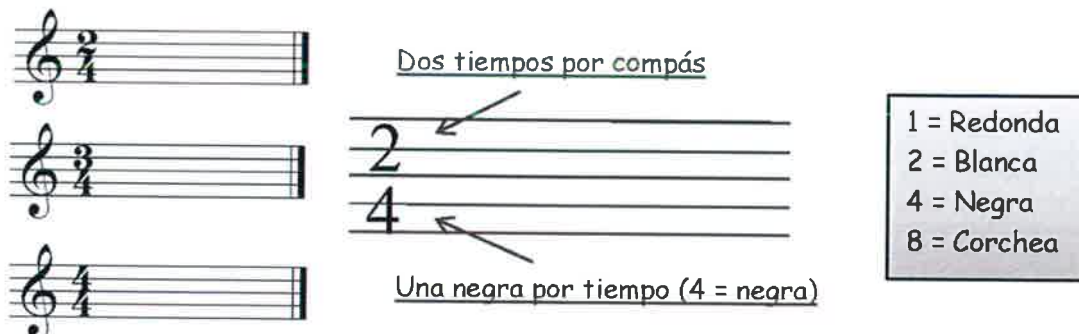 2
4
3
4
4
4
Dos tiempos por compás
2
4
Una negra por tiempo (4 = negra)
1 = Redonda
2 = Blanca
4 = Negra
8 = Corchea